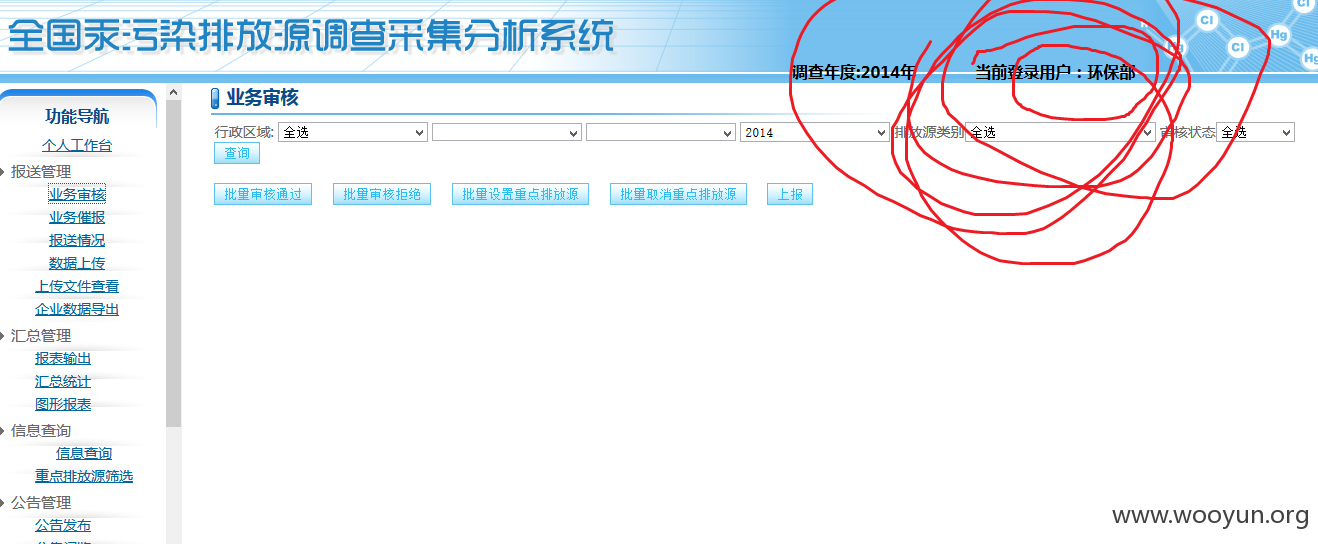 全国汞污染排放源调查采集分析系统
Cl
Cl
Hg
Cl
Hg
Hg
调查年度:2014年 当前登录用户：环保部
功能导航
个人工作台
报送管理
业务审核
业务催报
报送情况
数据上传
上传文件查看
企业数据导出
汇总管理
报表输出
汇总统计
图形报表
信息查询
信息查询
重点排放源筛选
公告管理
公告发布
业务审核
行政区域: 全选 2014 排放源类别 全选 审核状态 全选
查询
批量审核通过 批量审核拒绝 批量设置重点排放源 批量取消重点排放源 上报
www.wooyun.org